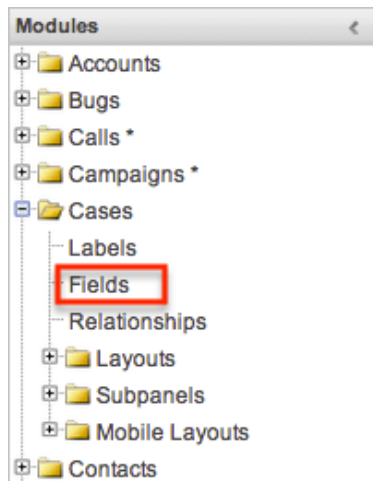 Modules
Accounts
Bugs
Calls *
Campaigns *
Cases
Labels
Fields
Relationships
Layouts
Subpanels
Mobile Layouts
Contacts